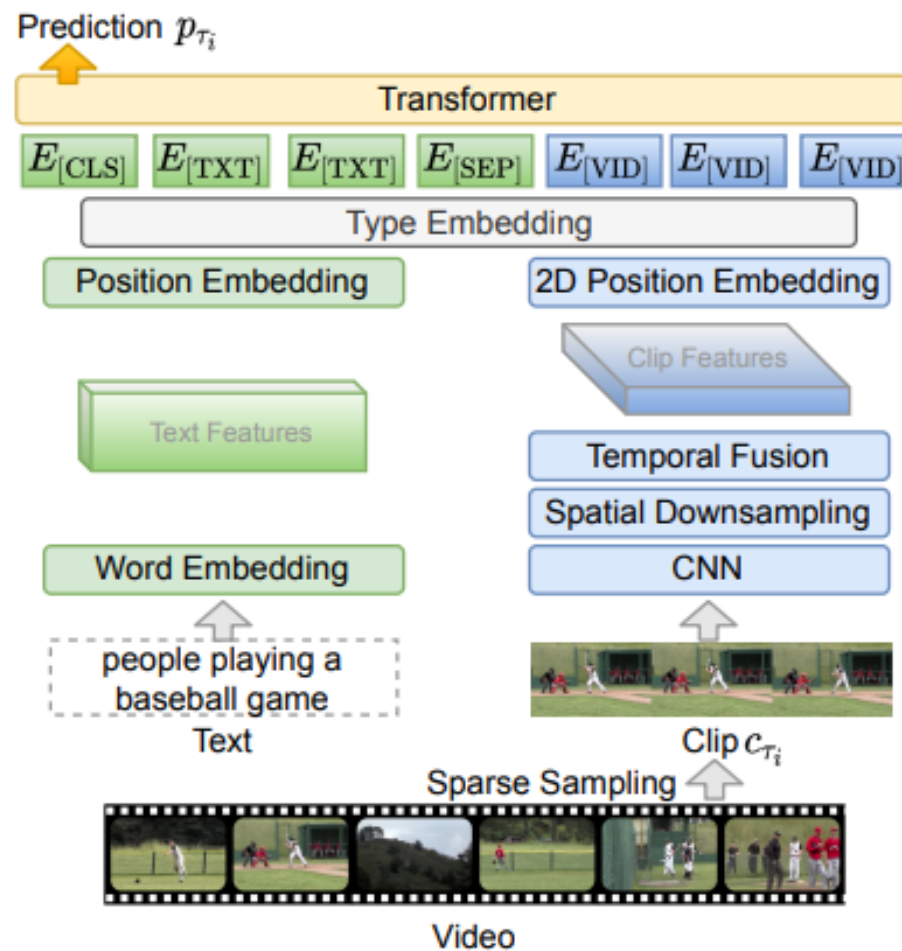 Prediction p_{τ_i}
Transformer
E_[CLS] E_[TXT] E_[TXT] E_[SEP] E_[VID] E_[VID] E_[VID]
Type Embedding
Position Embedding
2D Position Embedding
Text Features
Clip Features
Temporal Fusion
Spatial Downsampling
Word Embedding
CNN
people playing a
baseball game
Text
Clip c_{τ_i}
Sparse Sampling
Video